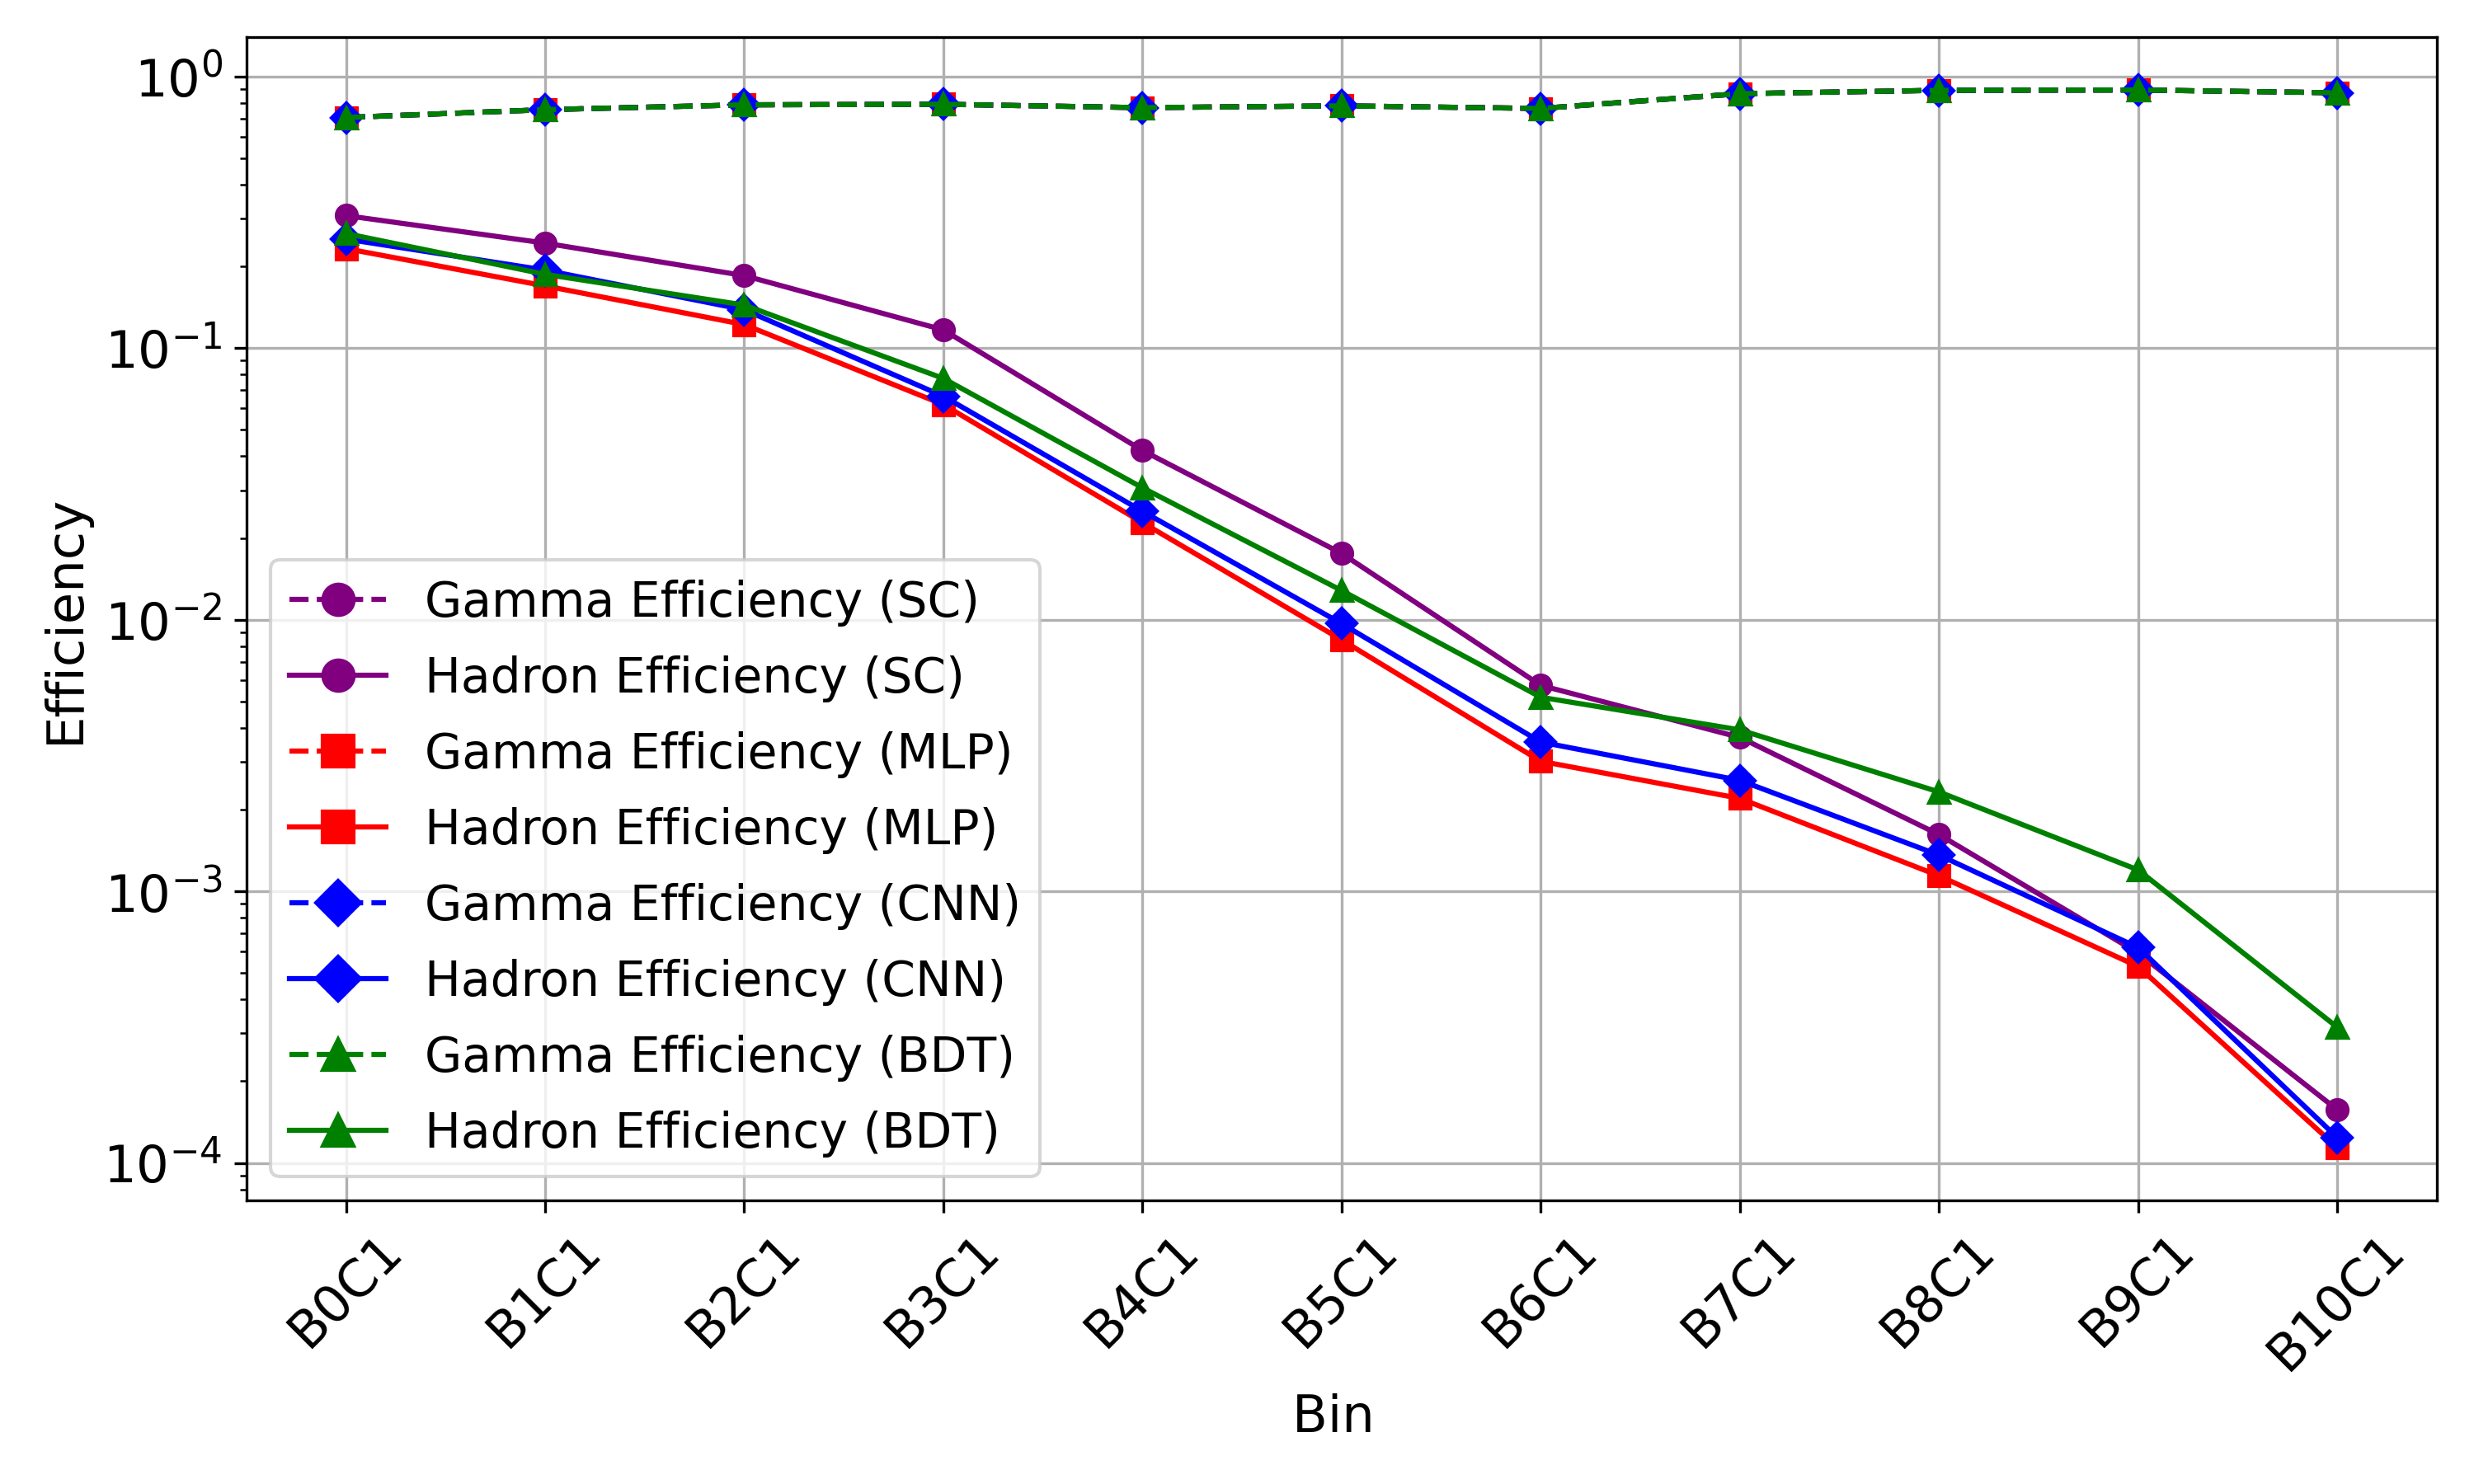 10⁰
10⁻¹
10⁻²
10⁻³
10⁻⁴
Efficiency
Gamma Efficiency (SC)
Hadron Efficiency (SC)
Gamma Efficiency (MLP)
Hadron Efficiency (MLP)
Gamma Efficiency (CNN)
Hadron Efficiency (CNN)
Gamma Efficiency (BDT)
Hadron Efficiency (BDT)
B0C1
B1C1
B2C1
B3C1
B4C1
B5C1
B6C1
B7C1
B8C1
B9C1
B10C1
Bin